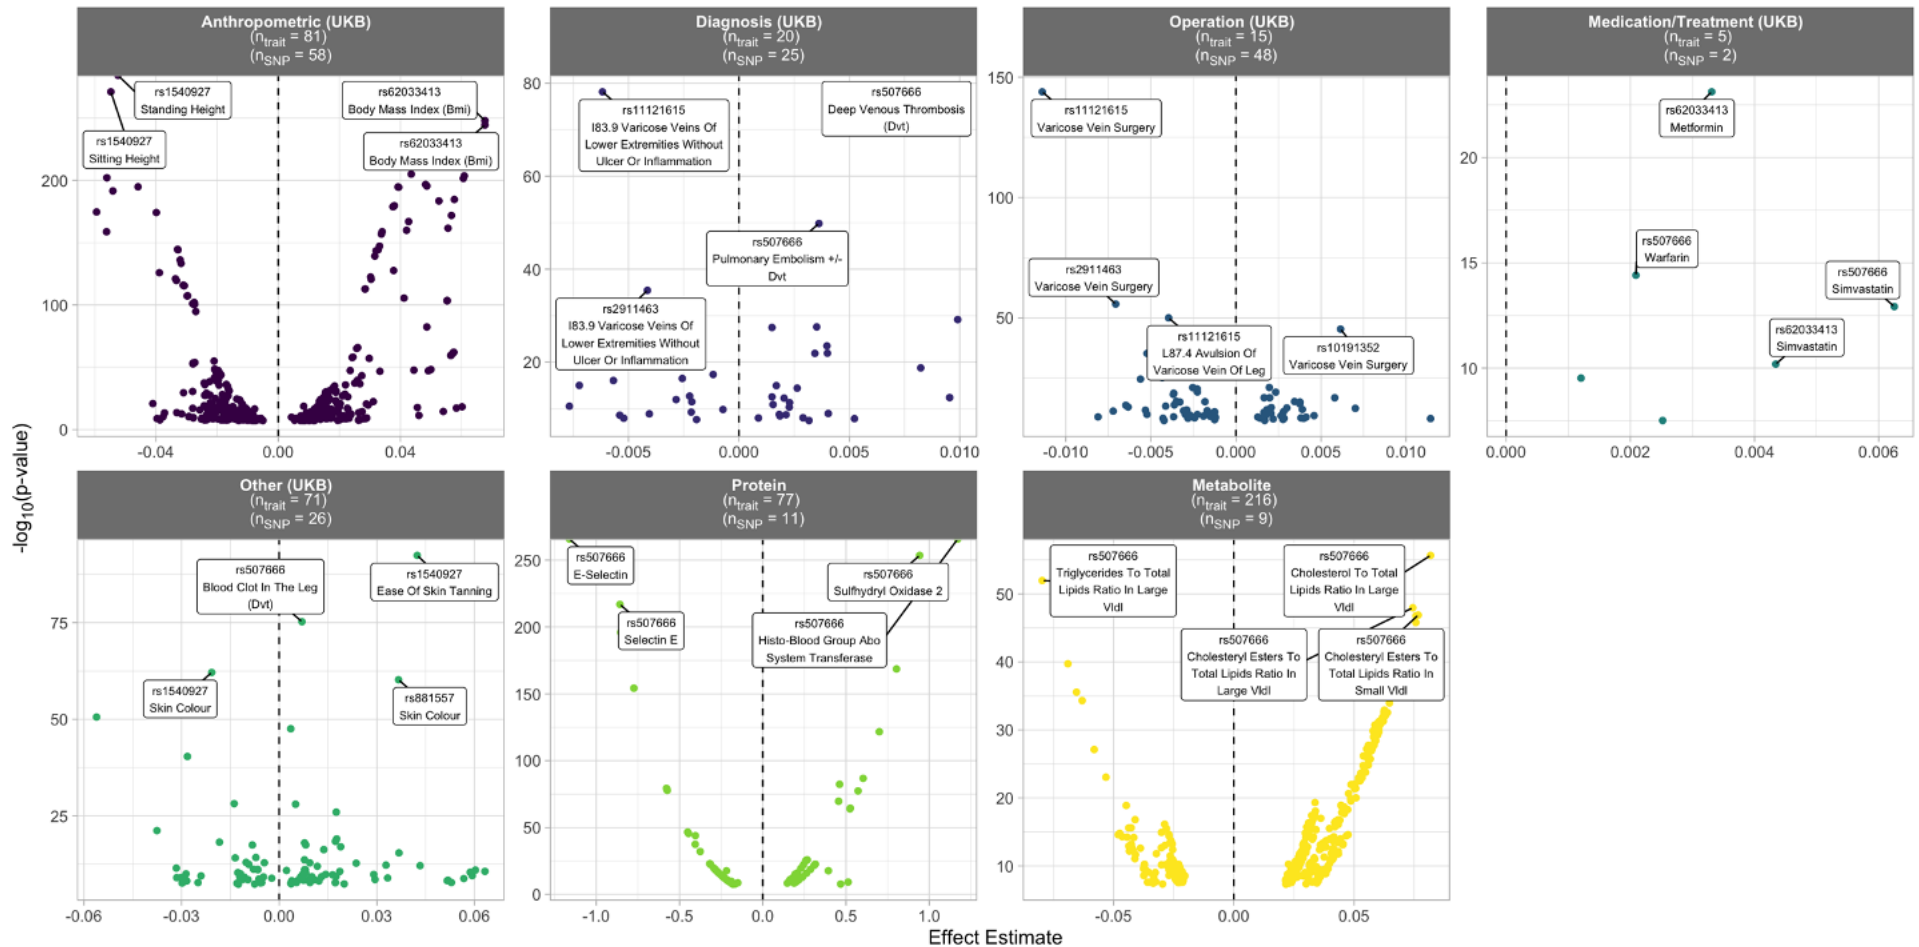 Anthropometric (UKB)
(ntrait = 81)
(nSNP = 58)
Diagnosis (UKB)
(ntrait = 20)
(nSNP = 25)
Operation (UKB)
(ntrait = 15)
(nSNP = 48)
Medication/Treatment (UKB)
(ntrait = 5)
(nSNP = 2)
rs1540927
Standing Height
rs1540927
Sitting Height
rs62033413
Body Mass Index (Bmi)
rs62033413
Body Mass Index (Bmi)
200
100
0
-0.04
0.00
0.04
rs11121615
I83.9 Varicose Veins Of
Lower Extremities Without
Ulcer Or Inflammation
rs507666
Deep Venous Thrombosis
(Dvt)
rs507666
Pulmonary Embolism +/-
Dvt
rs2911463
I83.9 Varicose Veins Of
Lower Extremities Without
Ulcer Or Inflammation
80
60
40
20
-0.005
0.000
0.005
0.010
rs11121615
Varicose Vein Surgery
rs2911463
Varicose Vein Surgery
rs11121615
L87.4 Avulsion Of
Varicose Vein Of Leg
rs10191352
Varicose Vein Surgery
150
100
50
-0.010
-0.005
0.000
0.005
0.010
rs62033413
Metformin
rs507666
Warfarin
rs507666
Simvastatin
rs62033413
Simvastatin
20
15
10
0.000
0.002
0.004
0.006
-log10(p-value)
Other (UKB)
(ntrait = 71)
(nSNP = 26)
Protein
(ntrait = 77)
(nSNP = 11)
Metabolite
(ntrait = 216)
(nSNP = 9)
rs507666
Blood Clot In The Leg
(Dvt)
rs1540927
Ease Of Skin Tanning
rs1540927
Skin Colour
rs881557
Skin Colour
75
50
25
-0.06
-0.03
0.00
0.03
0.06
rs507666
E-Selectin
rs507666
Selectin E
rs507666
Sulfhydryl Oxidase 2
rs507666
Histo-Blood Group Abo
System Transferase
250
200
150
100
50
0
-1.0
-0.5
0.0
0.5
1.0
rs507666
Triglycerides To Total
Lipids Ratio In Large
Vldl
rs507666
Cholesterol To Total
Lipids Ratio In Large
Vldl
rs507666
Cholesteryl Esters To
Total Lipids Ratio In
Large Vldl
rs507666
Cholesteryl Esters To
Total Lipids Ratio In
Small Vldl
50
40
30
20
10
-0.05
0.00
0.05
Effect Estimate